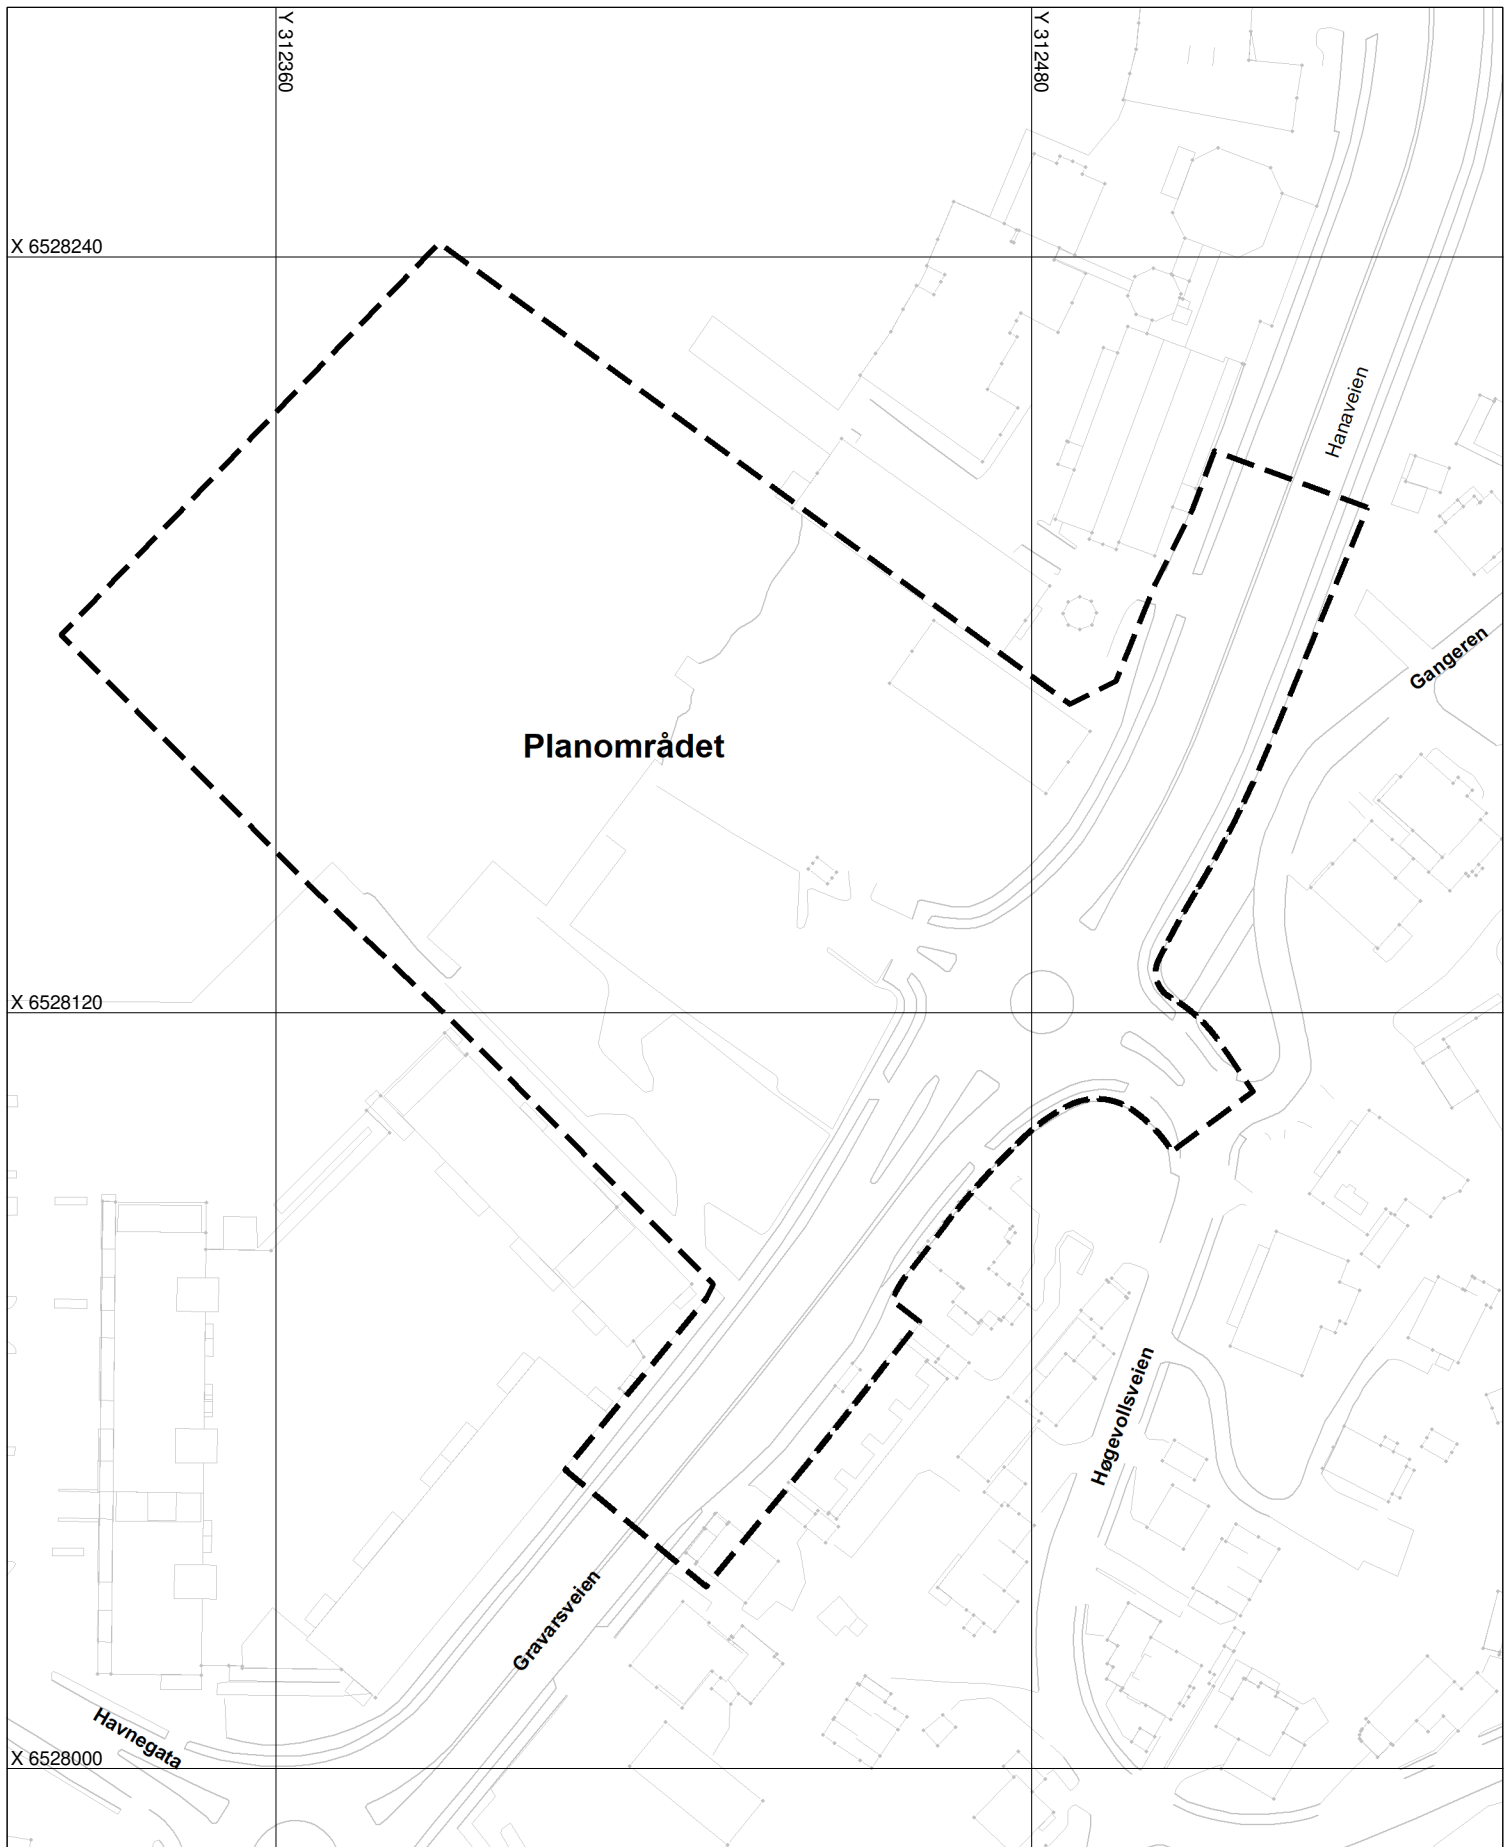 Y 312360
Y 312480
X 6528240
Hanaveien
Gangeren
Planområdet
X 6528120
Høgevollsveien
Gravarsveien
Havnegata
X 6528000